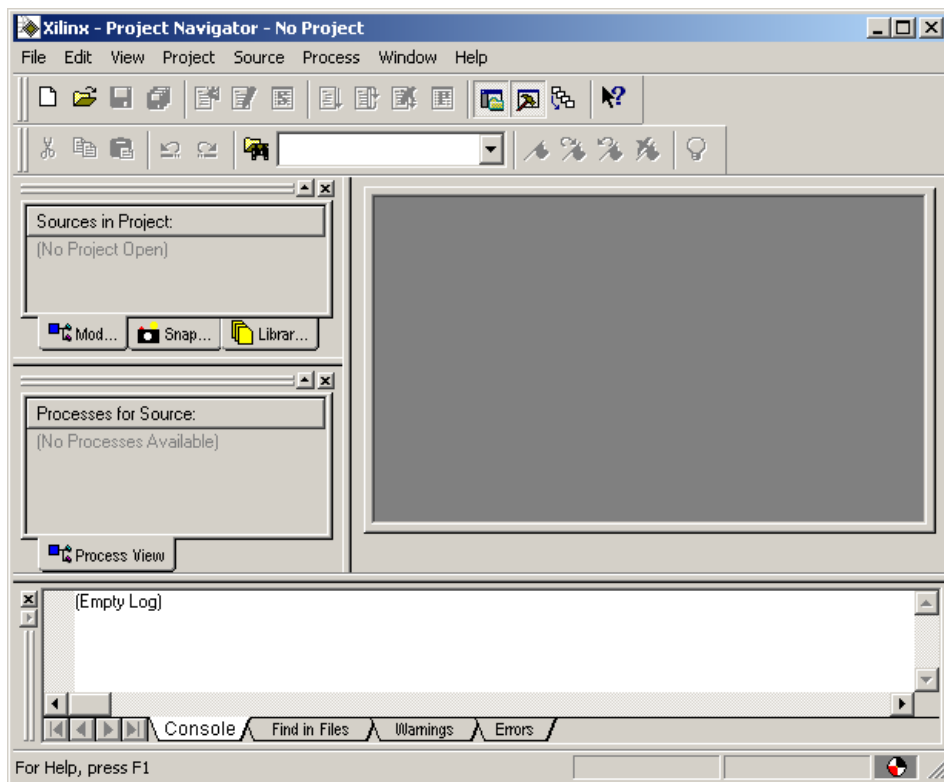 Xilinx - Project Navigator - No Project
File Edit View Project Source Process Window Help
Sources in Project:
(No Project Open)
Mod... Snap... Librar...
Processes for Source:
(No Processes Available)
Process View
(Empty Log)
Console Find in Files Warnings Errors
For Help, press F1